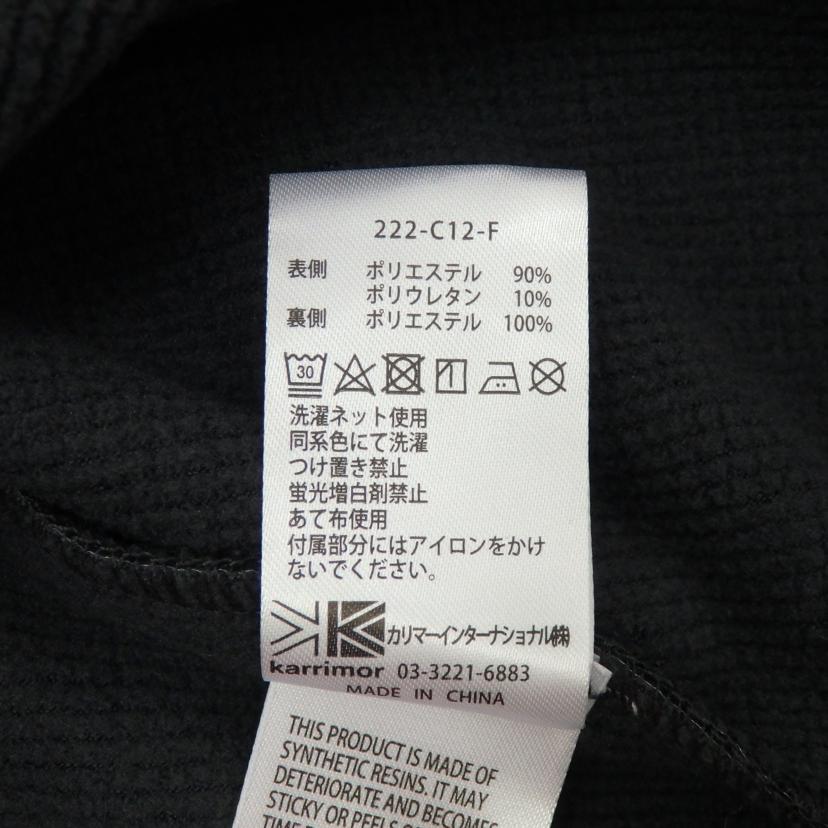 222-C12-F
表側 ポリエステル 90%
ポリウレタン 10%
裏側 ポリエステル 100%
30
洗濯ネット使用
同系色にて洗濯
つけ置き禁止
蛍光増白剤禁止
あて布使用
付属部分にはアイロンをかけ
ないでください。
カリマーインターナショナル㈱
karrimor 03-3221-6883
MADE IN CHINA
THIS PRODUCT IS MADE OF
SYNTHETIC RESINS. IT MAY
DETERIORATE AND BECOMES
STICKY OR PEELS
TIME